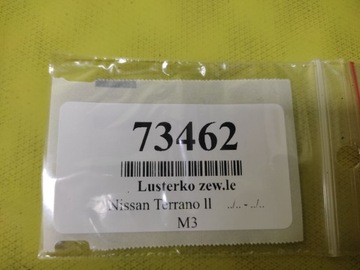 73462
Lusterko zew.le
Nissan Terrano II ../.. - ../..
M3